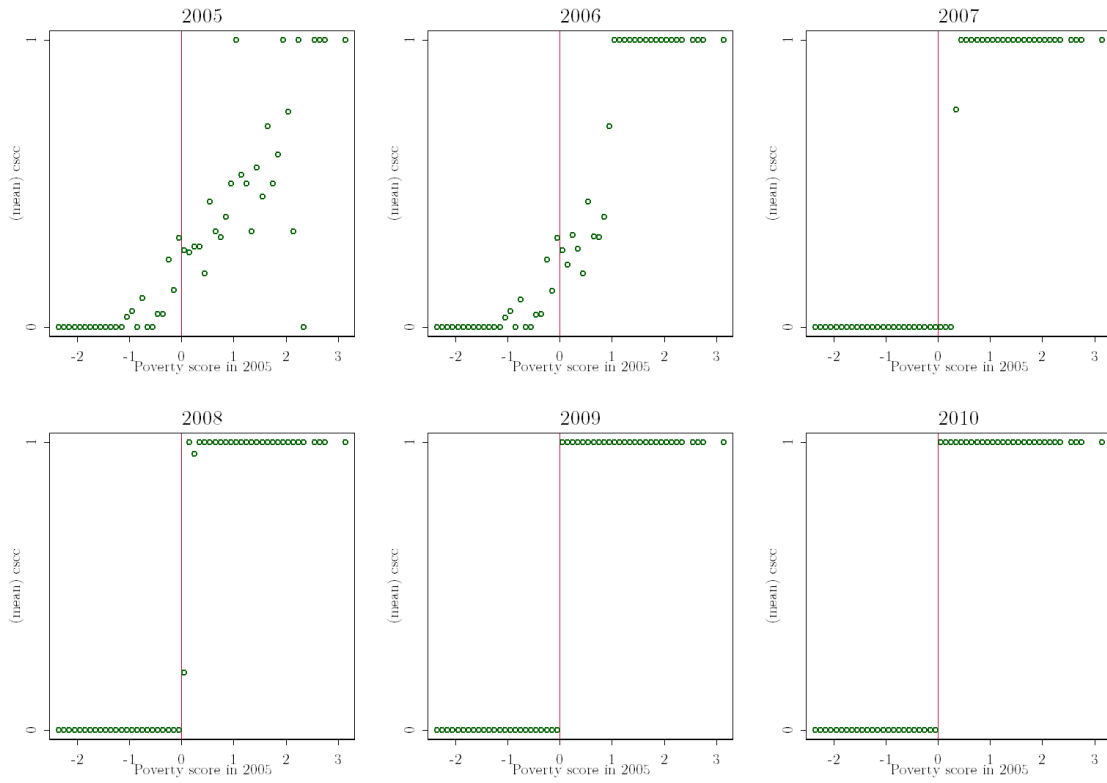 2005
1
0
(mean) cscc
-2 -1 0 1 2 3
Poverty score in 2005
2006
1
0
(mean) cscc
-2 -1 0 1 2 3
Poverty score in 2005
2007
1
0
(mean) cscc
-2 -1 0 1 2 3
Poverty score in 2005
2008
1
0
(mean) cscc
-2 -1 0 1 2 3
Poverty score in 2005
2009
1
0
(mean) cscc
-2 -1 0 1 2 3
Poverty score in 2005
2010
1
0
(mean) cscc
-2 -1 0 1 2 3
Poverty score in 2005